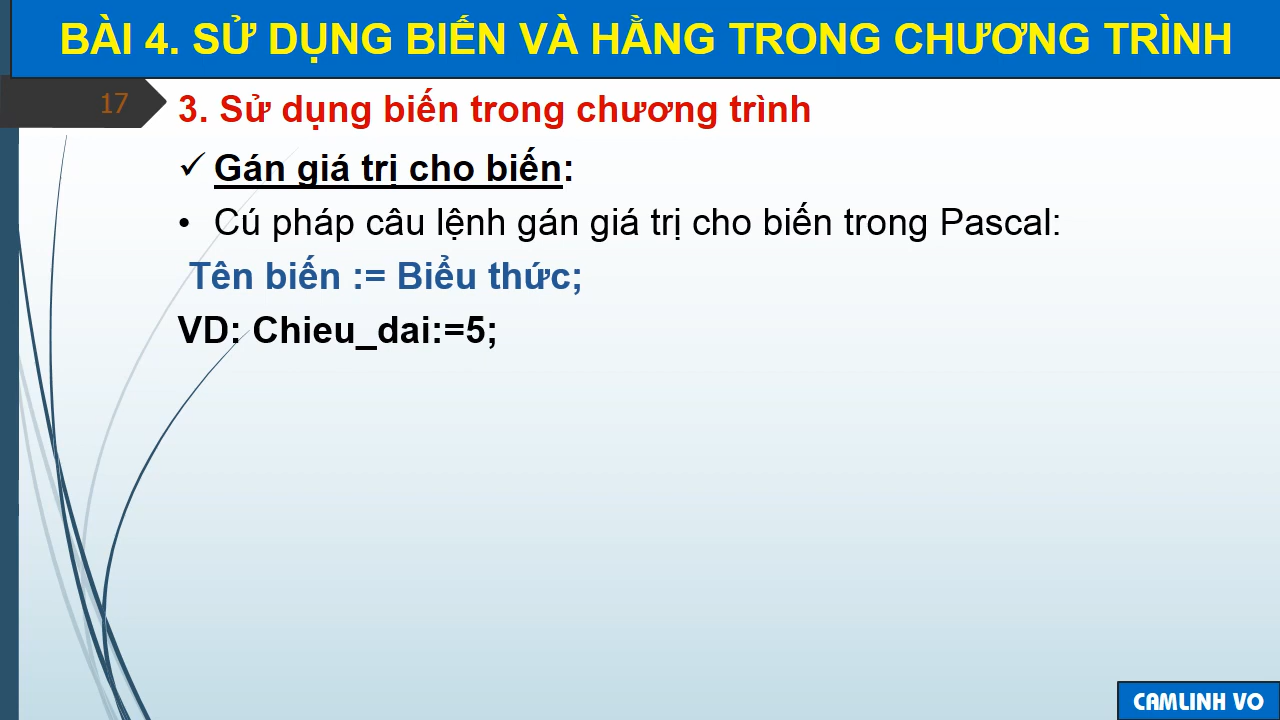 BÀI 4. SỬ DỤNG BIẾN VÀ HẰNG TRONG CHƯƠNG TRÌNH
17
3. Sử dụng biến trong chương trình
✓ Gán giá trị cho biến:
• Cú pháp câu lệnh gán giá trị cho biến trong Pascal:
Tên biến := Biểu thức;
VD: Chieu_dai:=5;
CAMLINH VO